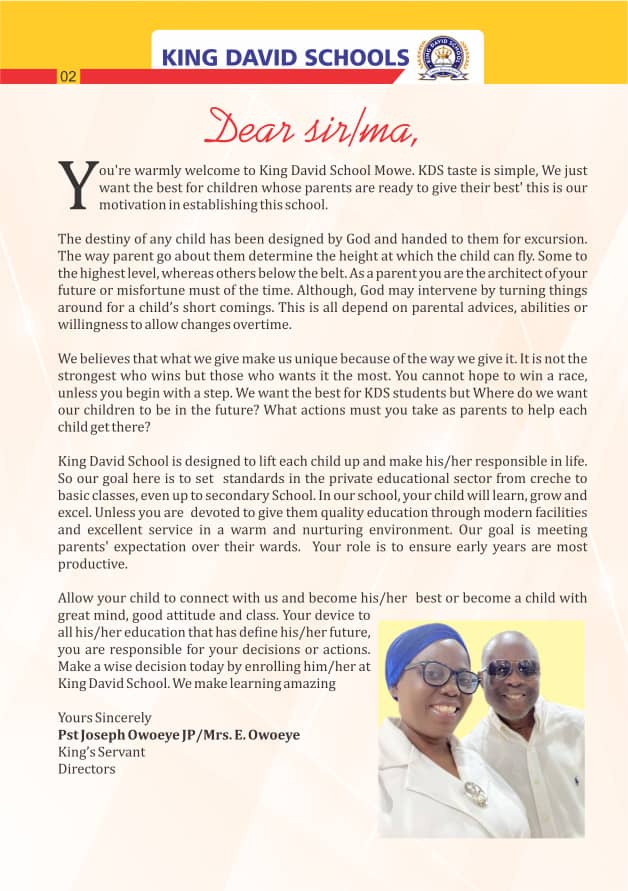 KING DAVID SCHOOLS
KING DAVID SCHOOL
02
Dear sir/ma,
You're warmly welcome to King David School Mowe. KDS taste is simple, We just
want the best for children whose parents are ready to give their best' this is our
motivation in establishing this school.
The destiny of any child has been designed by God and handed to them for excursion.
The way parent go about them determine the height at which the child can fly. Some to
the highest level, whereas others below the belt. As a parent you are the architect of your
future or misfortune must of the time. Although, God may intervene by turning things
around for a child's short comings. This is all depend on parental advices, abilities or
willingness to allow changes overtime.
We believes that what we give make us unique because of the way we give it. It is not the
strongest who wins but those who wants it the most. You cannot hope to win a race,
unless you begin with a step. We want the best for KDS students but Where do we want
our children to be in the future? What actions must you take as parents to help each
child get there?
King David School is designed to lift each child up and make his/her responsible in life.
So our goal here is to set standards in the private educational sector from creche to
basic classes, even up to secondary School. In our school, your child will learn, grow and
excel. Unless you are devoted to give them quality education through modern facilities
and excellent service in a warm and nurturing environment. Our goal is meeting
parents' expectation over their wards. Your role is to ensure early years are most
productive.
Allow your child to connect with us and become his/her best or become a child with
great mind, good attitude and class. Your device to
all his/her education that has define his/her future,
you are responsible for your decisions or actions.
Make a wise decision today by enrolling him/her at
King David School. We make learning amazing
Yours Sincerely
Pst Joseph Owoeye JP/Mrs. E. Owoeye
King's Servant
Directors